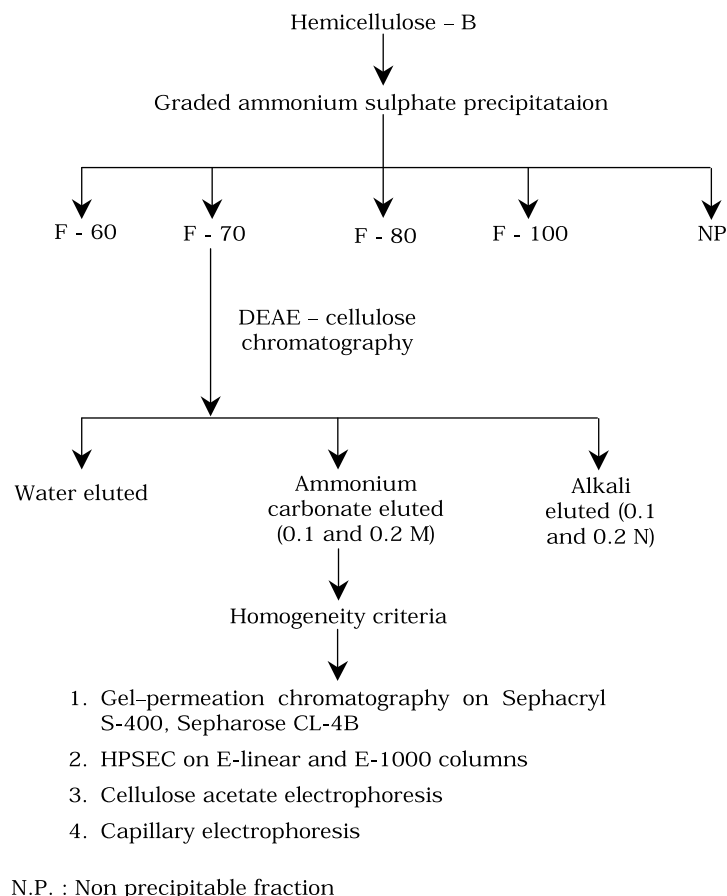 Hemicellulose – B
Graded ammonium sulphate precipitataion
F - 60 F - 70 F - 80 F - 100 NP
DEAE – cellulose
chromatography
Water eluted
Ammonium
carbonate eluted
(0.1 and 0.2 M)
Alkali
eluted (0.1
and 0.2 N)
Homogeneity criteria
1. Gel–permeation chromatography on Sephacryl
S-400, Sepharose CL-4B
2. HPSEC on E-linear and E-1000 columns
3. Cellulose acetate electrophoresis
4. Capillary electrophoresis
N.P. : Non precipitable fraction